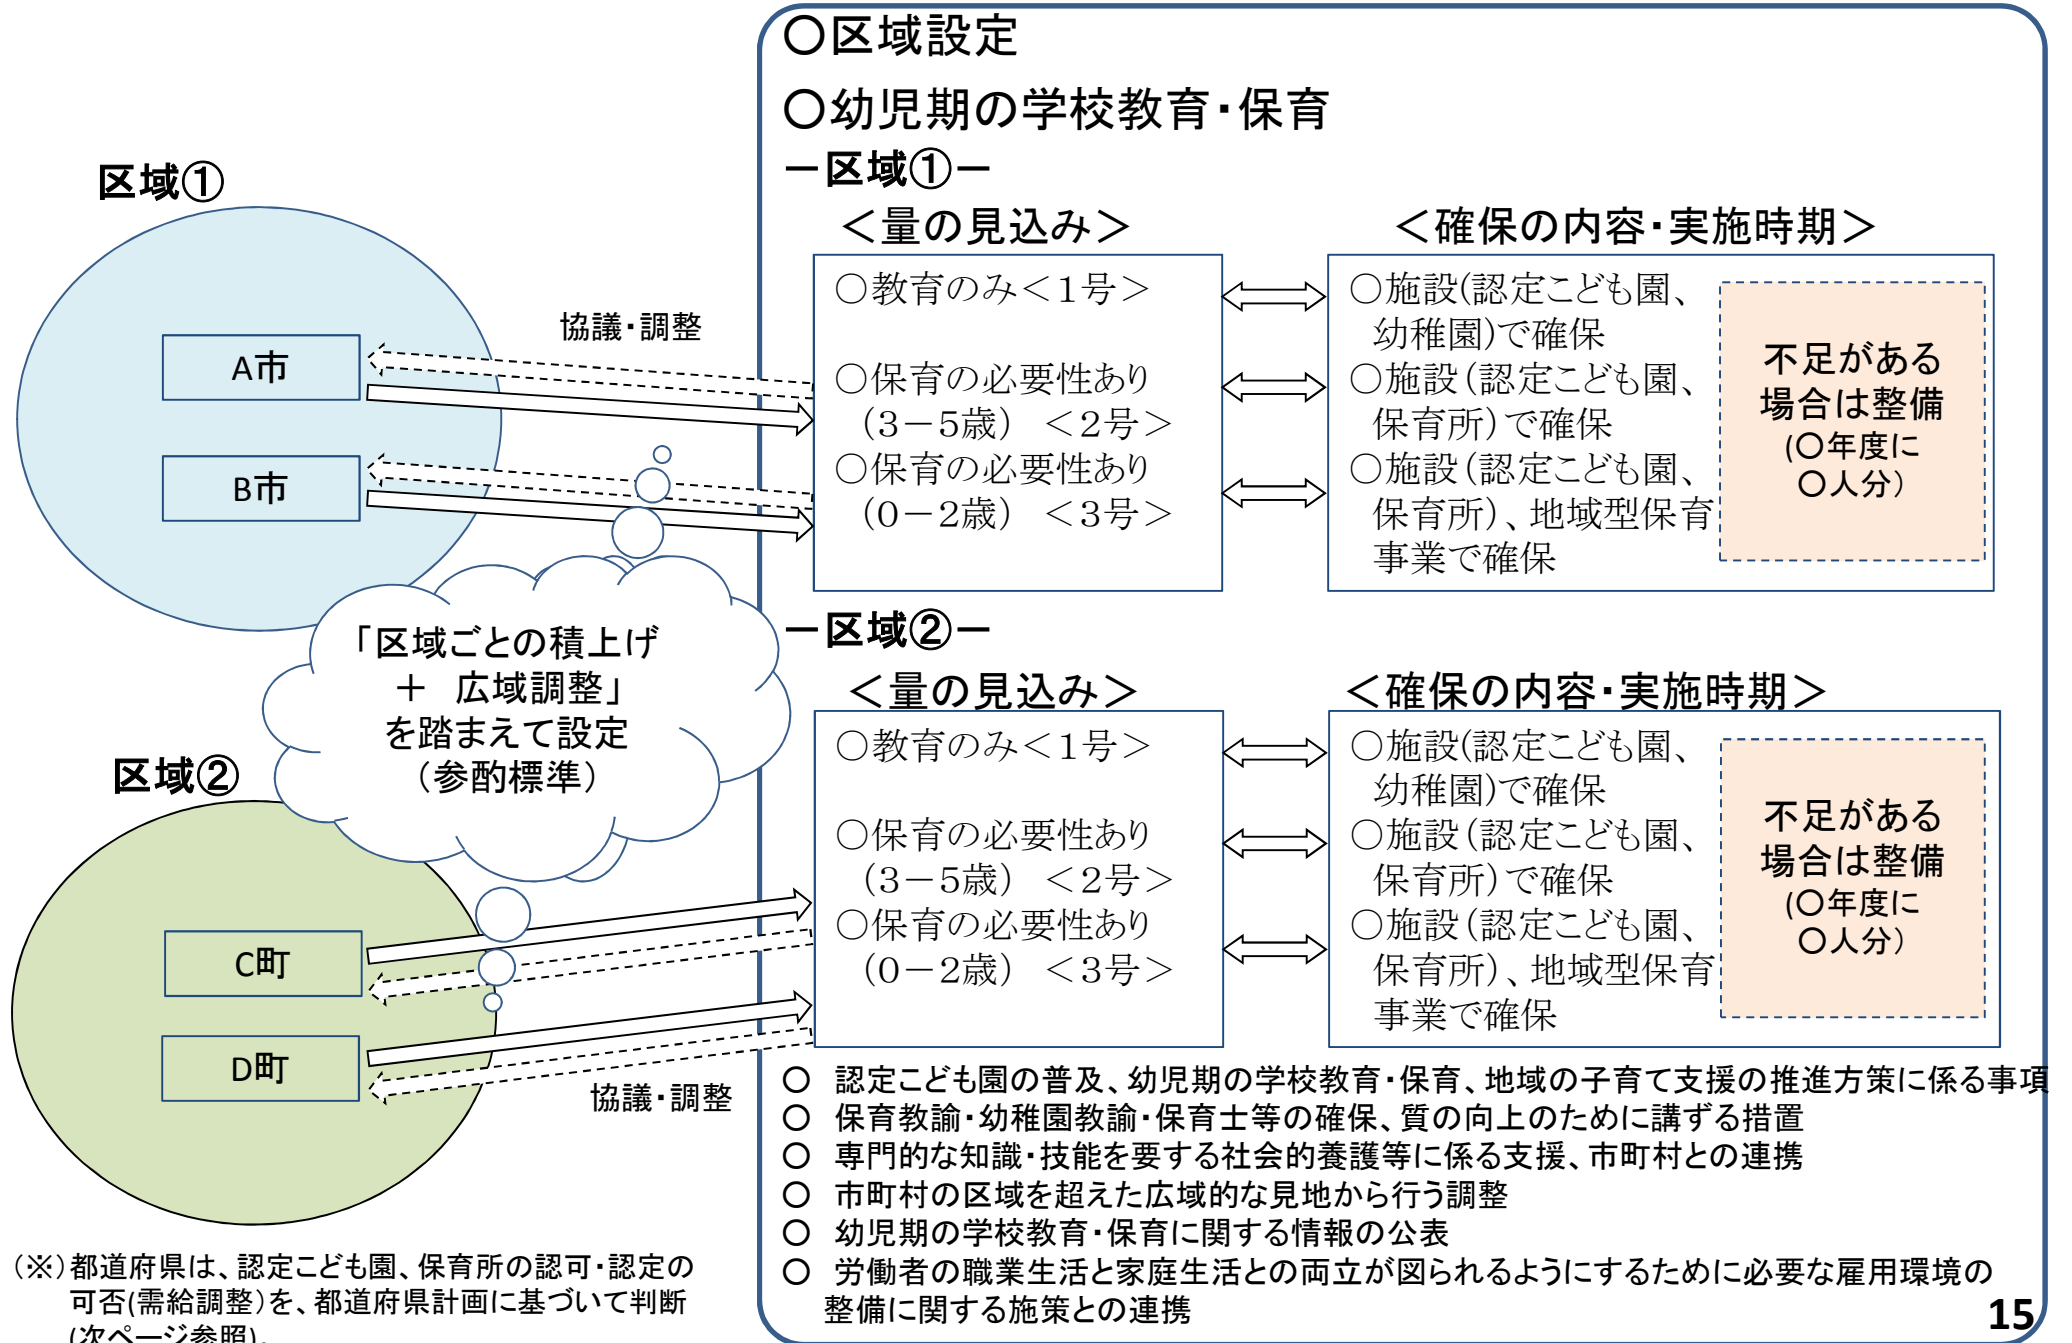 ○区域設定
○幼児期の学校教育・保育
－区域①－
＜量の見込み＞
＜確保の内容・実施時期＞
○教育のみ＜１号＞
○保育の必要性あり
（３－５歳） ＜２号＞
○保育の必要性あり
（０－２歳） ＜３号＞
○施設(認定こども園、
幼稚園)で確保
○施設（認定こども園、
保育所）で確保
○施設（認定こども園、
保育所）、地域型保育
事業で確保
不足がある
場合は整備
(○年度に
○人分）
区域①
A市
B市
協議・調整
「区域ごとの積上げ
＋ 広域調整」
を踏まえて設定
（参酌標準）
区域②
C町
D町
協議・調整
－区域②－
＜量の見込み＞
＜確保の内容・実施時期＞
○教育のみ＜１号＞
○保育の必要性あり
（３－５歳） ＜２号＞
○保育の必要性あり
（０－２歳） ＜３号＞
○施設(認定こども園、
幼稚園)で確保
○施設（認定こども園、
保育所）で確保
○施設（認定こども園、
保育所）、地域型保育
事業で確保
不足がある
場合は整備
(○年度に
○人分）
○ 認定こども園の普及、幼児期の学校教育・保育、地域の子育て支援の推進方策に係る事項
○ 保育教諭・幼稚園教諭・保育士等の確保、質の向上のために講ずる措置
○ 専門的な知識・技能を要する社会的養護等に係る支援、市町村との連携
○ 市町村の区域を超えた広域的な見地から行う調整
○ 幼児期の学校教育・保育に関する情報の公表
○ 労働者の職業生活と家庭生活との両立が図られるようにするために必要な雇用環境の
整備に関する施策との連携
（※）都道府県は、認定こども園、保育所の認可・認定の
可否(需給調整）を、都道府県計画に基づいて判断
(次ページ参照)。
15